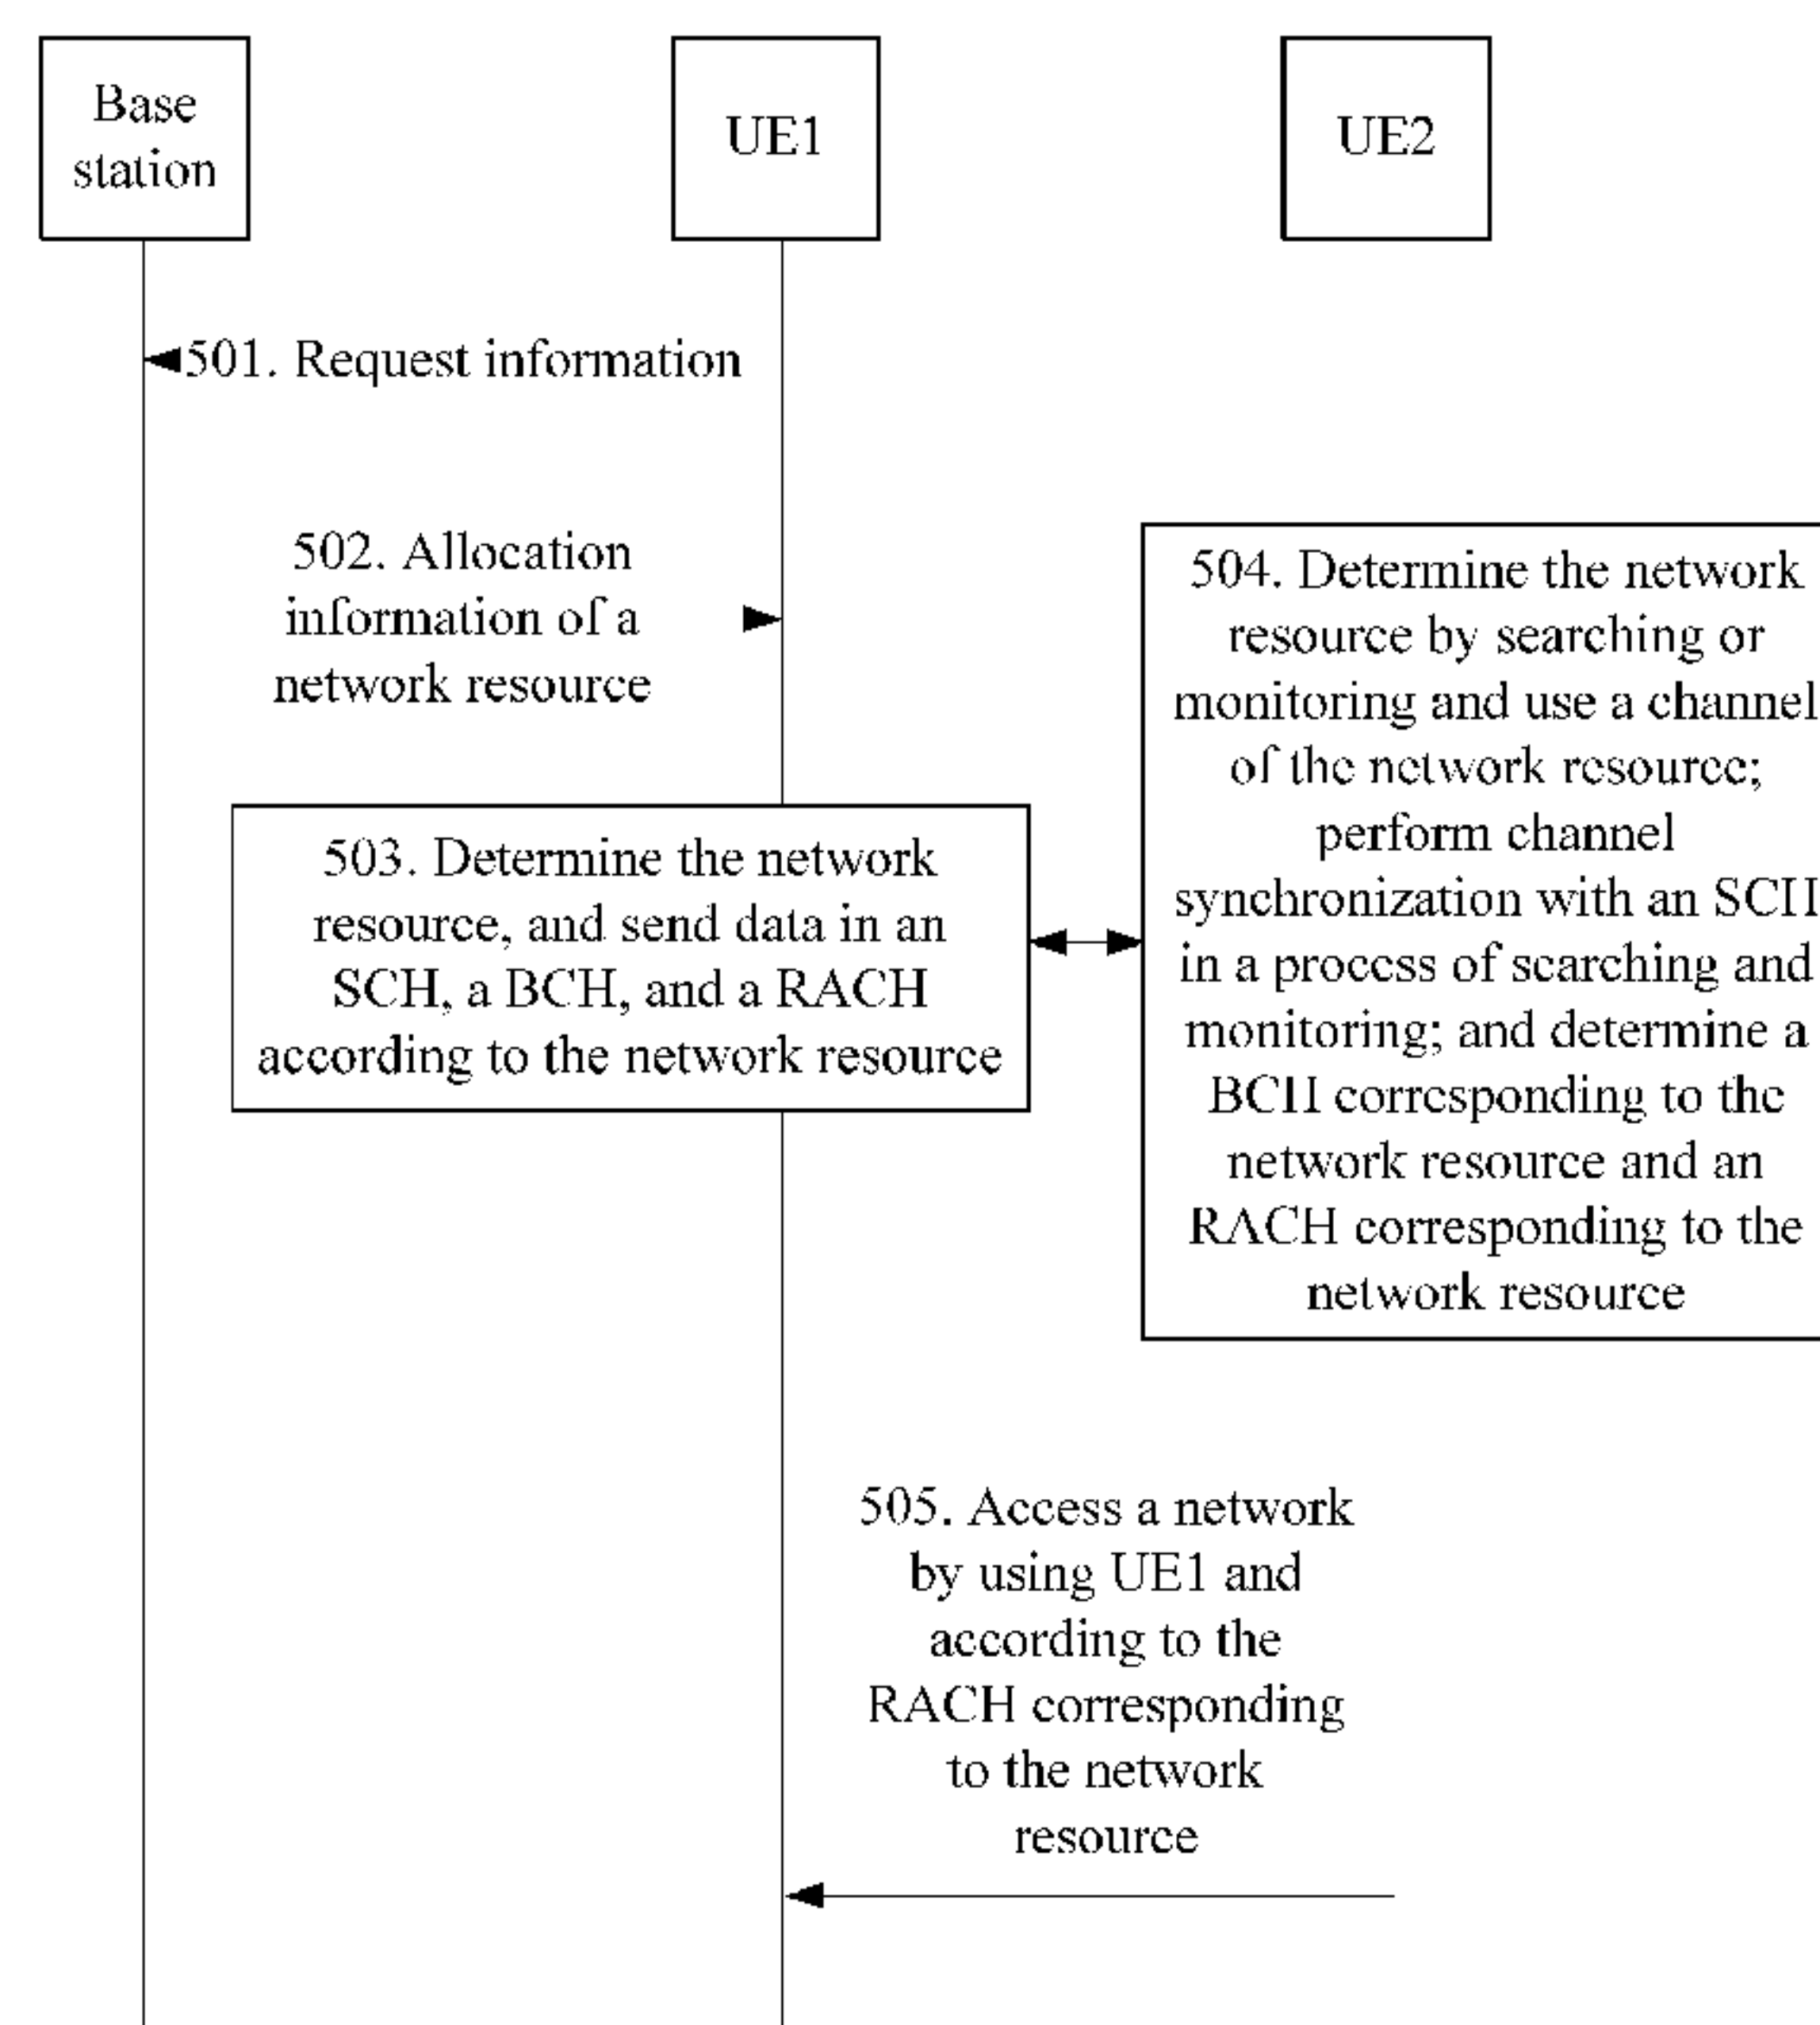 Base
station
UE1
UE2
501. Request information
502. Allocation
information of a
network resource
503. Determine the network
resource, and send data in an
SCH, a BCH, and a RACH
according to the network resource
504. Determine the network
resource by searching or
monitoring and use a channel
of the network resource;
perform channel
synchronization with an SCH
in a process of searching and
monitoring; and determine a
BCH corresponding to the
network resource and an
RACH corresponding to the
network resource
505. Access a network
by using UE1 and
according to the
RACH corresponding
to the network
resource